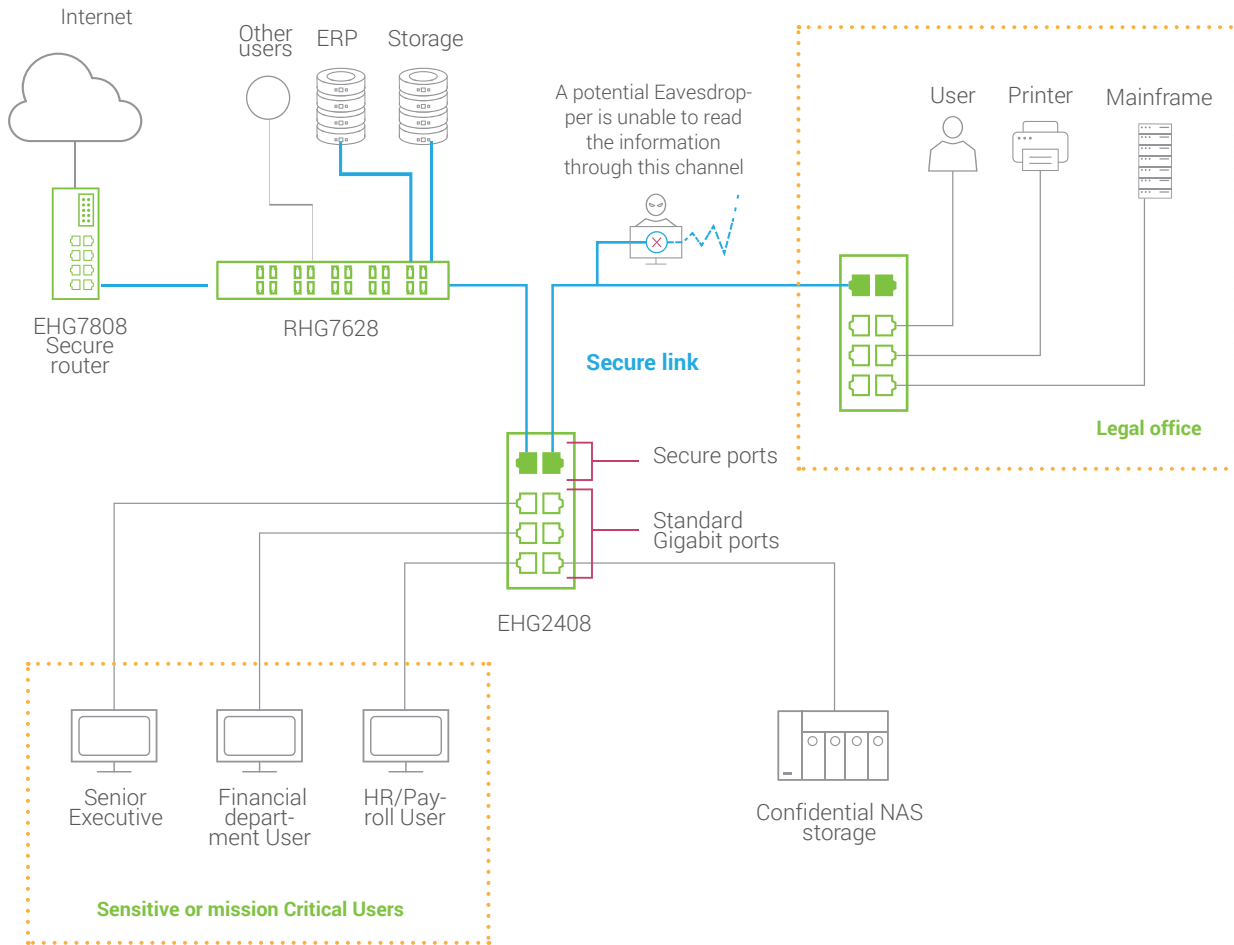 Internet
Other
users
ERP
Storage
A potential Eavesdrop-
per is unable to read
the information
through this channel
User
Printer
Mainframe
EHG7808
Secure
router
RHG7628
Secure link
Legal office
Secure ports
Standard
Gigabit ports
EHG2408
Senior
Executive
Financial
depart-
ment User
HR/Pay-
roll User
Confidential NAS
storage
Sensitive or mission Critical Users